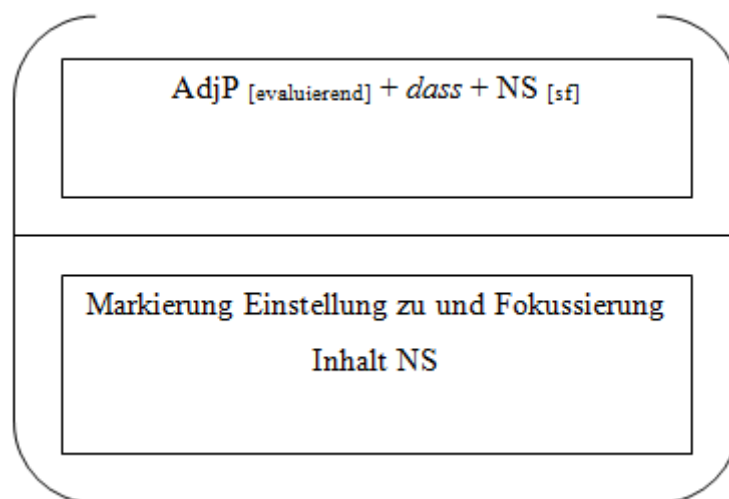 AdjP [evaluierend] + dass + NS [sf]
Markierung Einstellung zu und Fokussierung
Inhalt NS